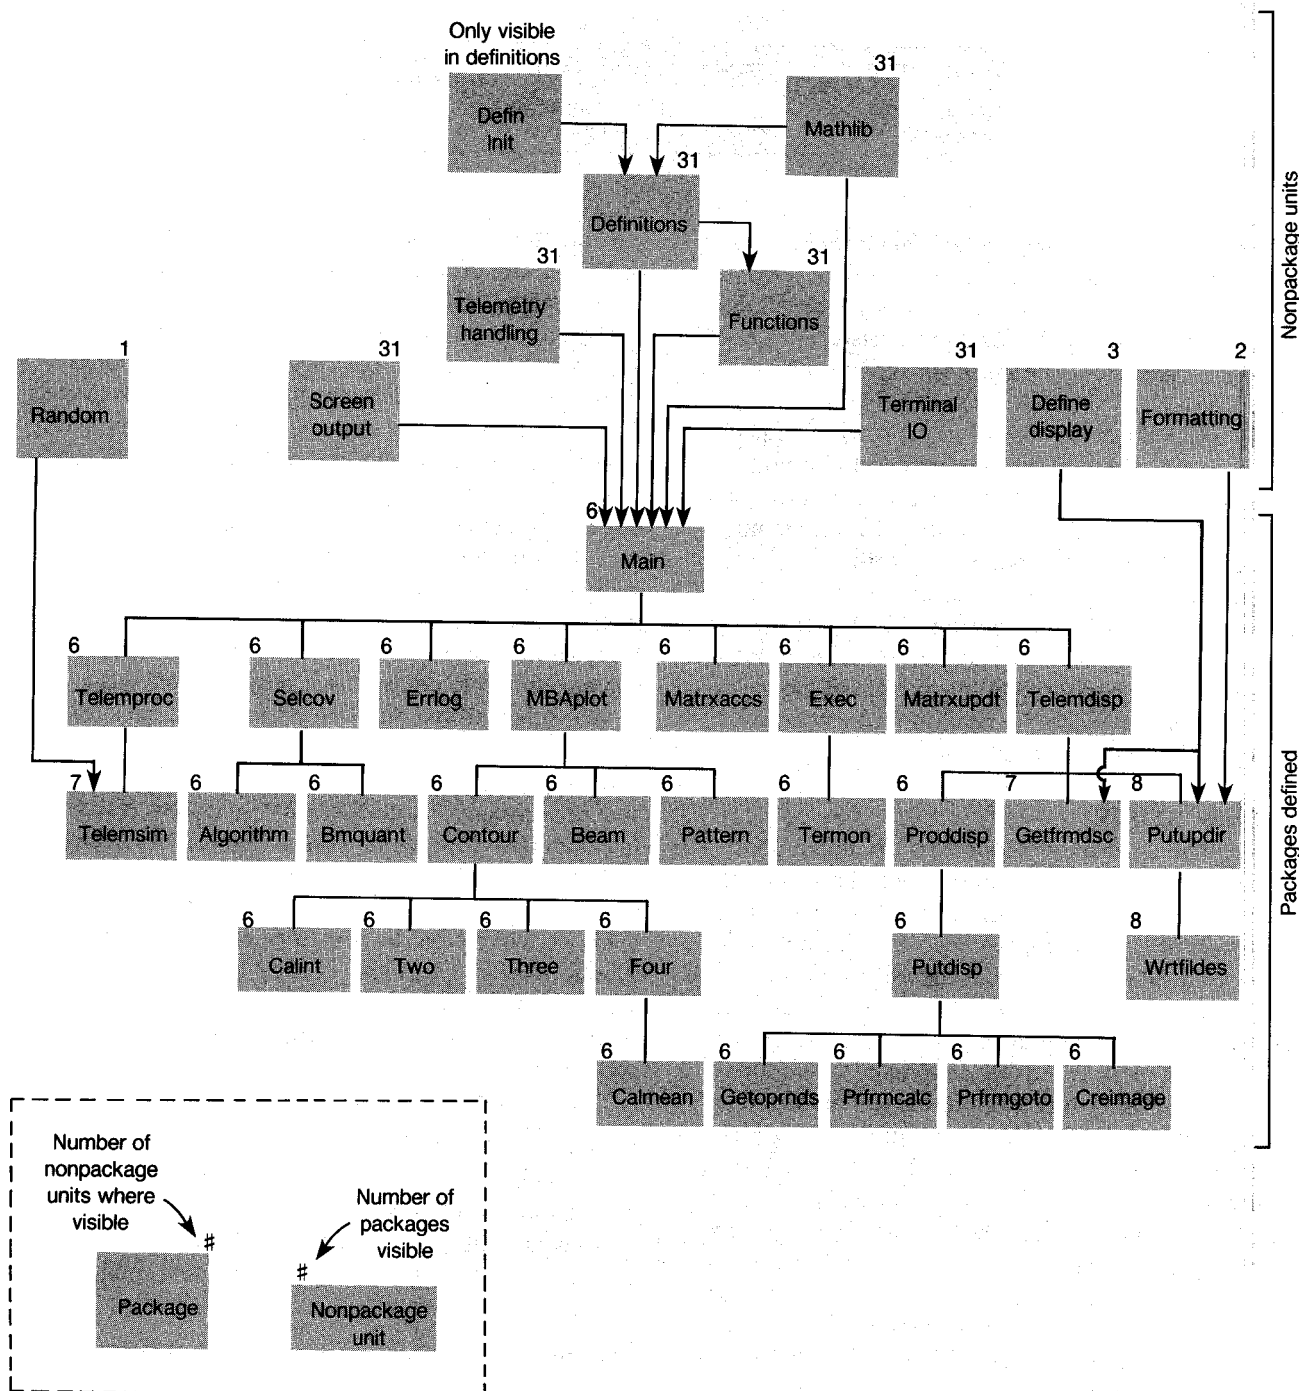 Only visible
in definitions
31
Defin
Init
Mathlib
31
Definitions
31
31
Telemetry
handling
Functions
1
31
31
3
2
Random
Screen
output
Terminal
IO
Define
display
Formatting
Nonpackage units
6
Main
6
6
6
6
6
6
6
6
Telemproc
Selcov
Errlog
MBAplot
Matrxaccs
Exec
Matrxupdt
Telemdisp
7
6
6
6
6
6
6
6
7
8
Telemsim
Algorithm
Bmquant
Contour
Beam
Pattern
Termon
Proddisp
Getfrmdsc
Putupdir
Packages defined
6
6
6
6
6
8
Calint
Two
Three
Four
Putdisp
Wrtfildes
6
6
6
6
6
Calmean
Getoprnds
Prfrmcalc
Prfrmgoto
Creimage
Number of
nonpackage
units where
visible
#
Package
Number of
packages
visible
#
Nonpackage
unit